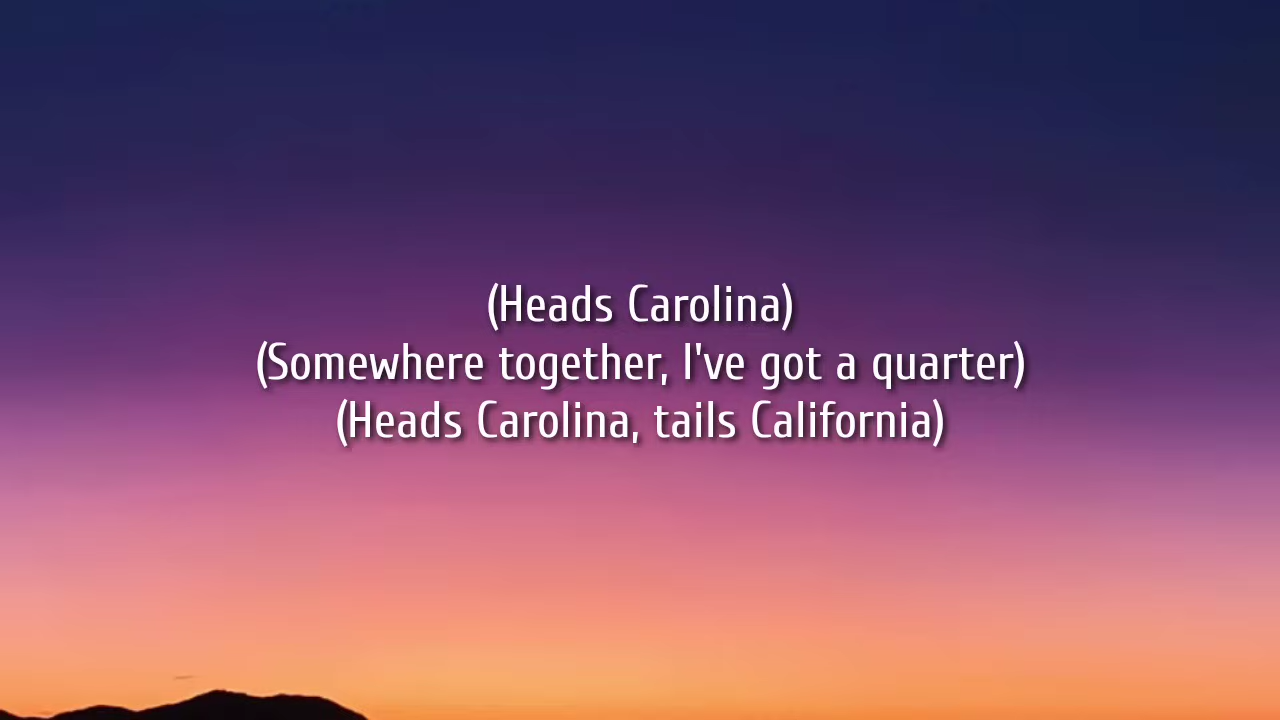 (Heads Carolina)
(Somewhere together, I've got a quarter)
(Heads Carolina, tails California)